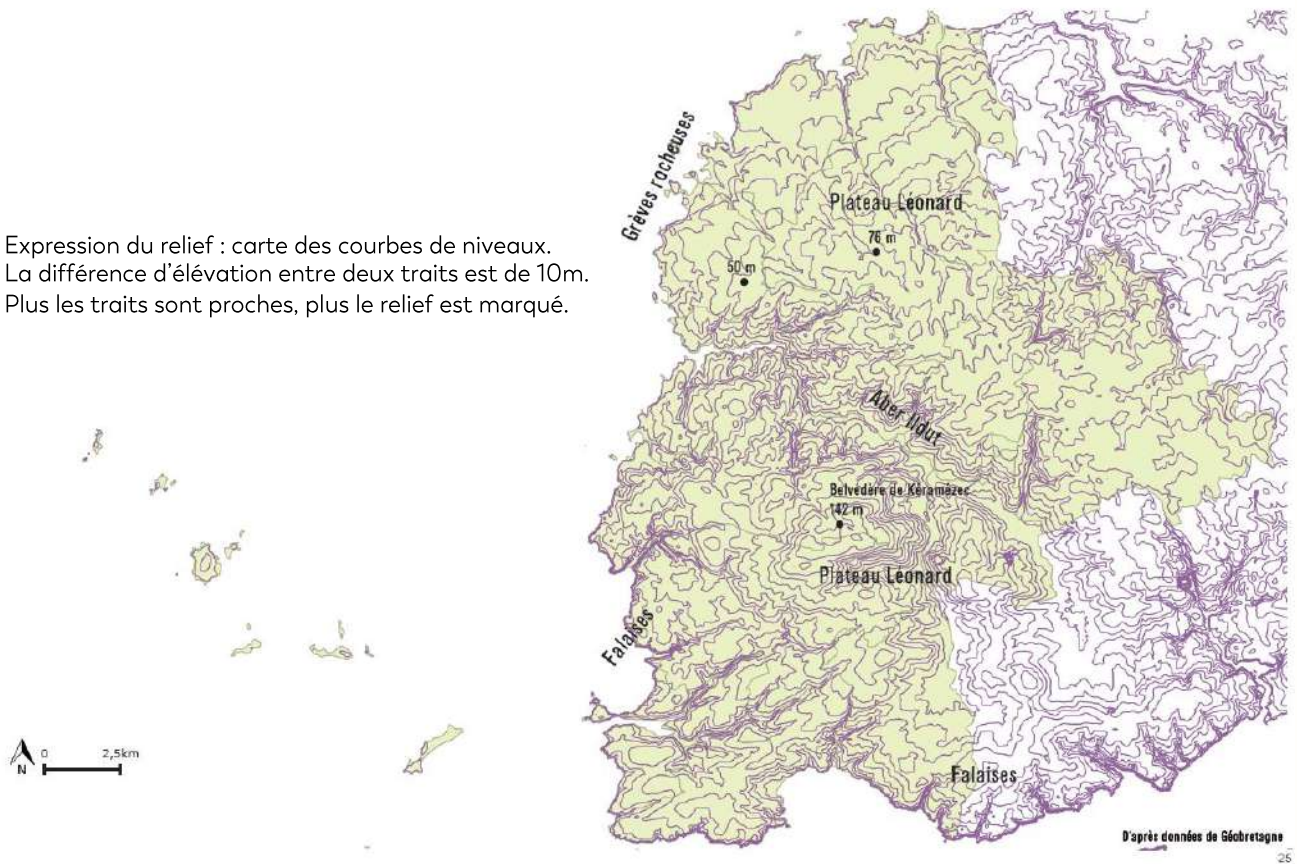 Expression du relief : carte des courbes de niveaux.
La différence d'élévation entre deux traits est de 10m.
Plus les traits sont proches, plus le relief est marqué.
Grèves rocheuses
Plateau Léonard
76 m
50 m
Aber Ildut
Belvédère de Kéramézec
142 m
Plateau Léonard
Falaises
Falaises
N
0 2,5km
D'après données de Géobretagne
25